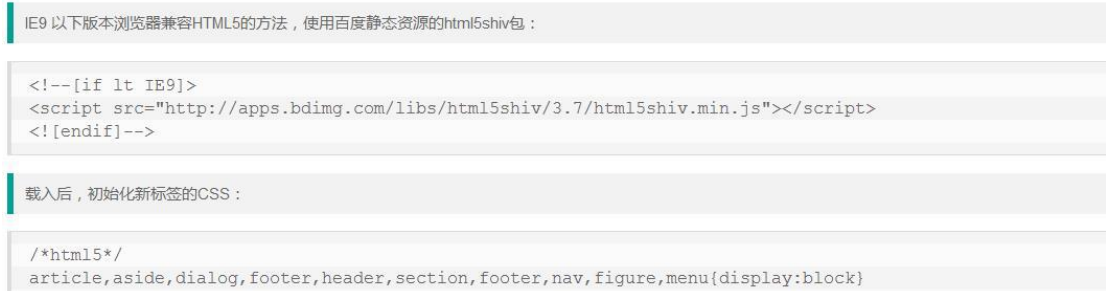 IE9 以下版本浏览器兼容HTML5的方法，使用百度静态资源的html5shiv包：
<!--[if lt IE9]>
<script src="http://apps.bdimg.com/libs/html5shiv/3.7/html5shiv.min.js"></script>
<![endif]-->
载入后，初始化新标签的CSS：
/*html5*/
article,aside,dialog,footer,header,section,footer,nav,figure,menu{display:block}